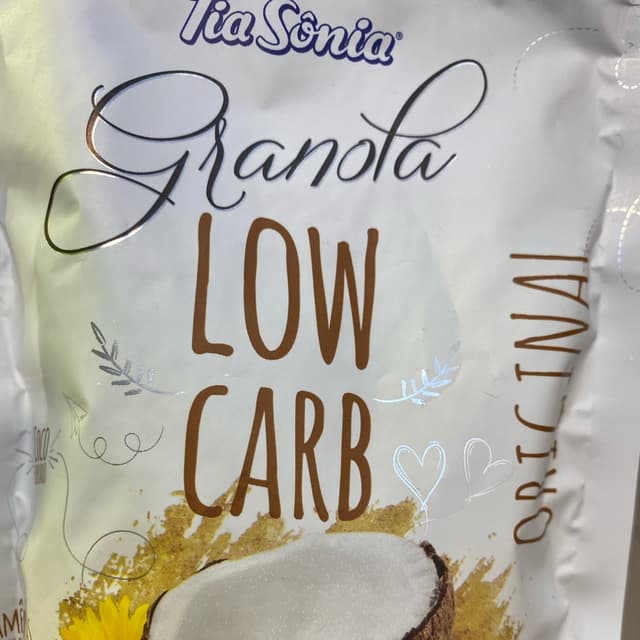 Tia Sônia®
Granola
LOW
CARB
ORIGINAL